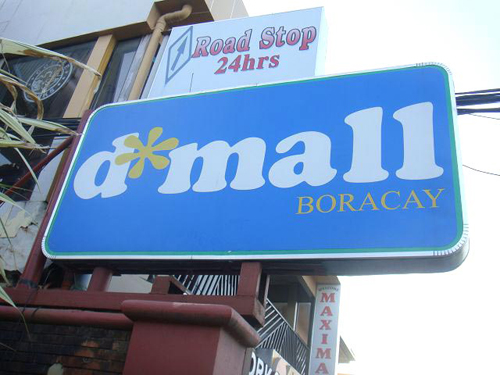 Road Stop
24hrs
d*mall
BORACAY
MAXIMA